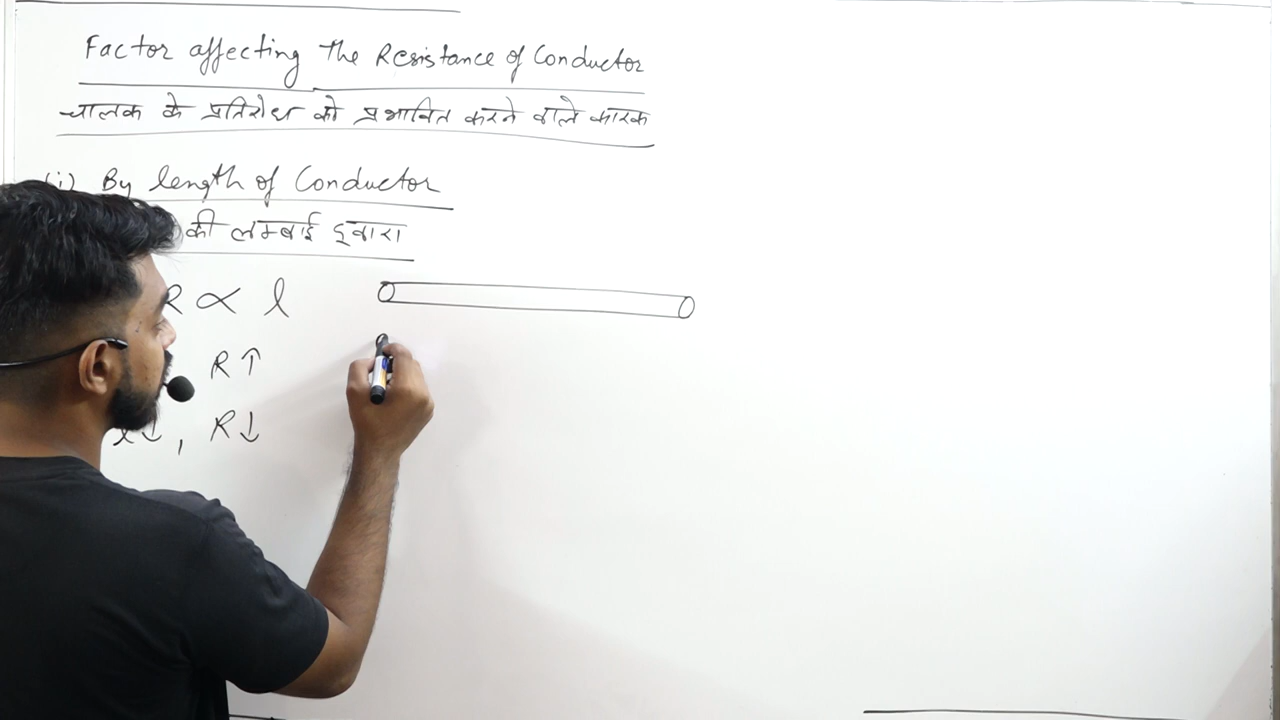 Factor affecting The Resistance of Conductor
चालक के प्रतिरोध को प्रभावित करने वाले कारक
(i) By length of Conductor
की लम्बाई द्वारा
R ∝ l
R↑
l↓, R↓